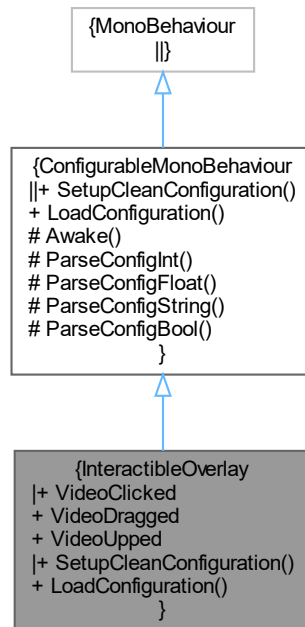 {MonoBehaviour
||}
{ConfigurableMonoBehaviour
||+ SetupCleanConfiguration()
+ LoadConfiguration()
# Awake()
# ParseConfigInt()
# ParseConfigFloat()
# ParseConfigString()
# ParseConfigBool()
}
{InteractibleOverlay
|+ VideoClicked
+ VideoDragged
+ VideoUpped
|+ SetupCleanConfiguration()
+ LoadConfiguration()
}